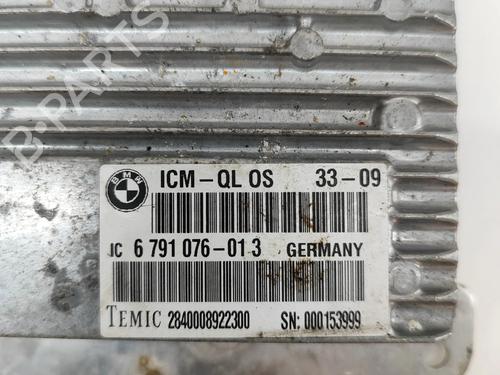 B-PARTS
BMW
ICM-QL OS 33-09
JC 6 791 076-01 3 GERMANY
TEMIC 2840008922300 SN: 000153999